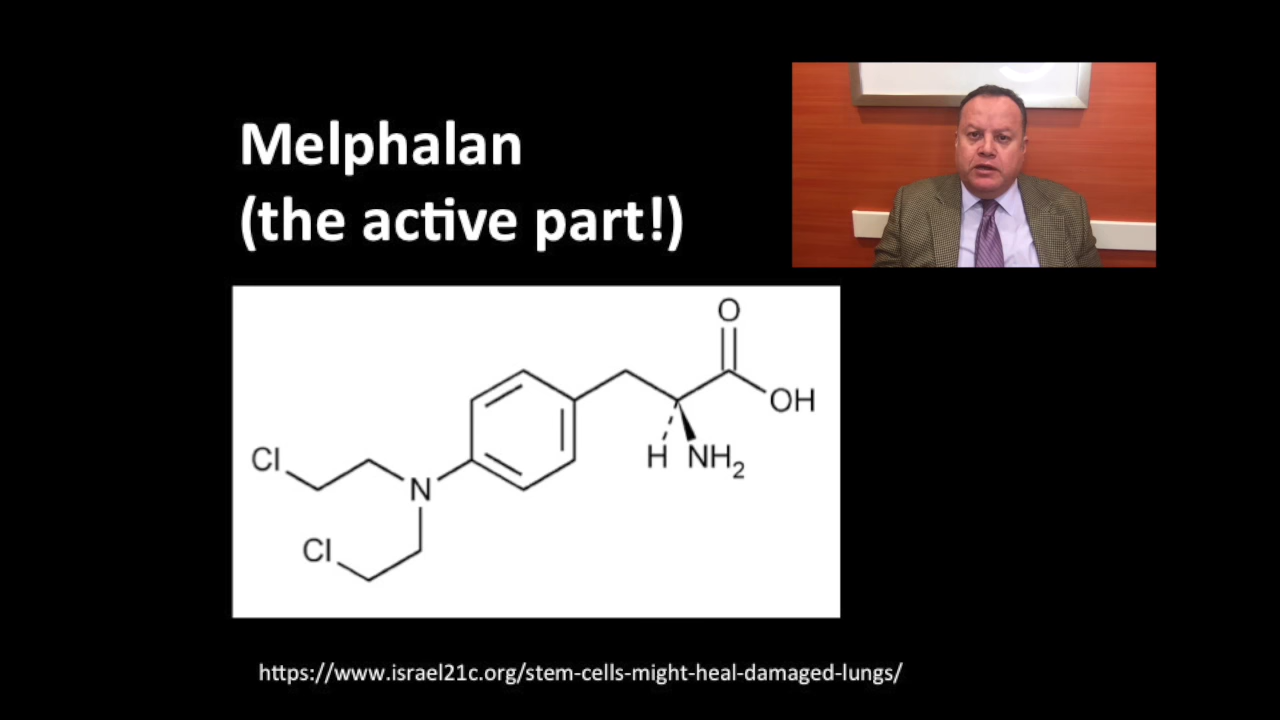 Melphalan
(the active part!)
O
OH
H NH2
Cl
N
Cl
https://www.israel21c.org/stem-cells-might-heal-damaged-lungs/